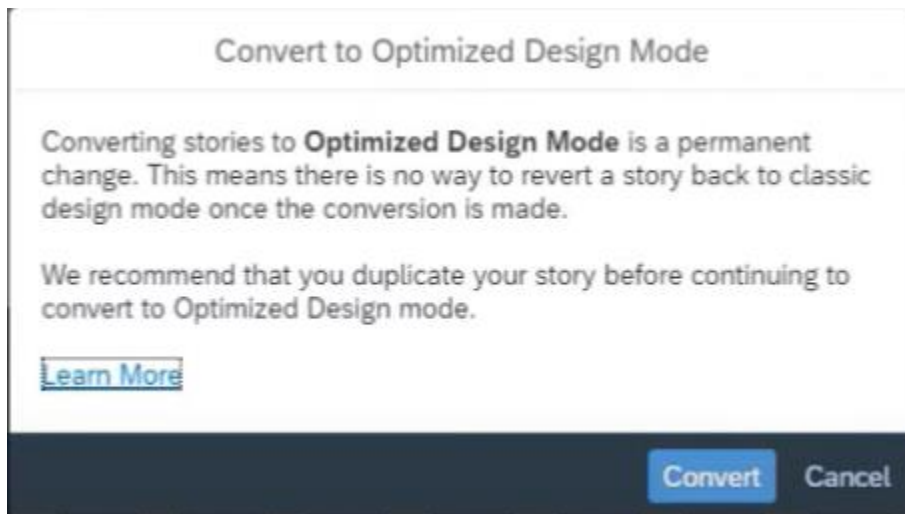 Convert to Optimized Design Mode
Converting stories to Optimized Design Mode is a permanent
change. This means there is no way to revert a story back to classic
design mode once the conversion is made.
We recommend that you duplicate your story before continuing to
convert to Optimized Design mode.
Learn More
Convert Cancel